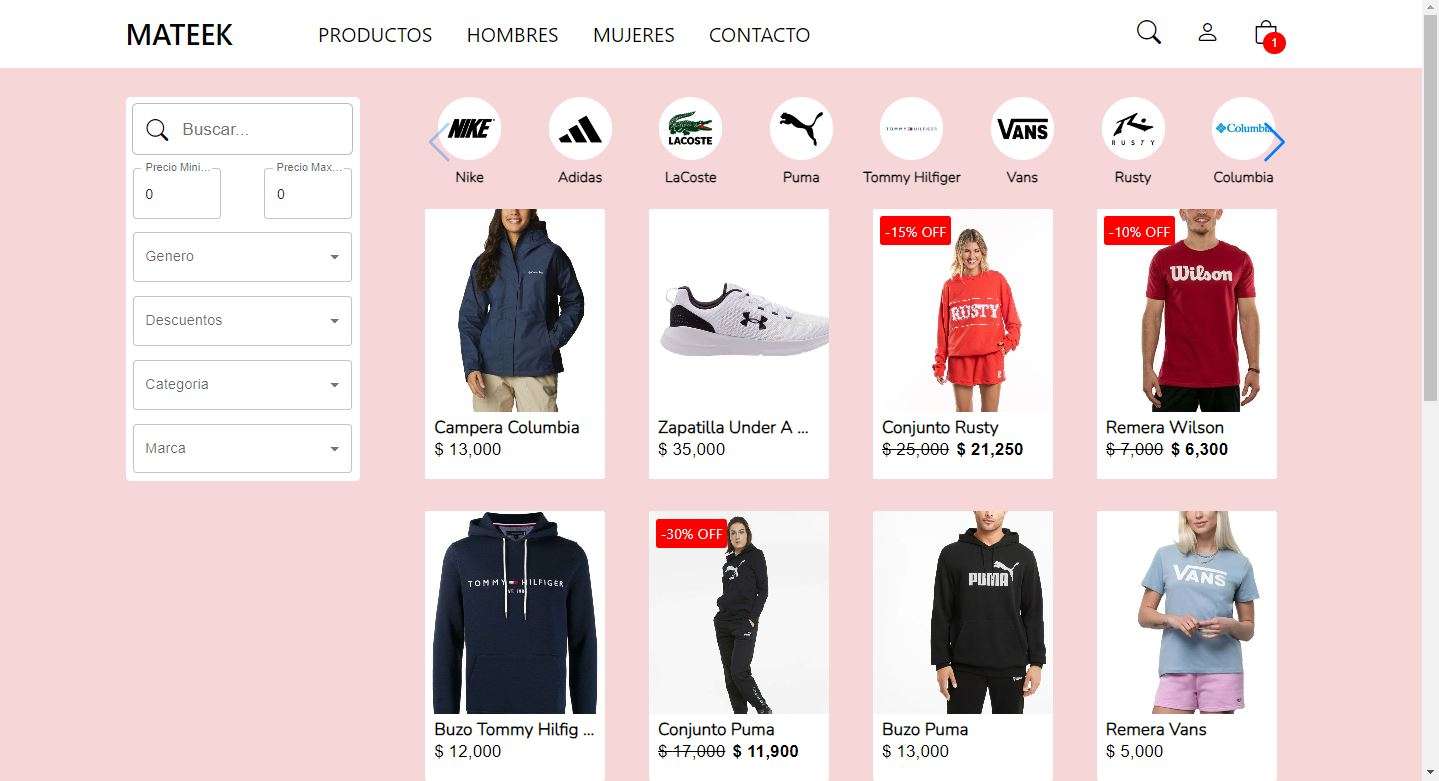 MATEEK
PRODUCTOS HOMBRES MUJERES CONTACTO
1
Buscar...
Precio Mini...
Precio Max...
0
0
Genero
Descuentos
Categoria
Marca
NIKE
LACOSTE
TOMMY HILFIGER
VANS
RUSTY
Columbia
Nike
Adidas
LaCoste
Puma
Tommy Hilfiger
Vans
Rusty
Columbia
Columbia
Campera Columbia
$ 13,000
Zapatilla Under A ...
$ 35,000
-15% OFF
RUSTY
Conjunto Rusty
$ 25,000 $ 21,250
-10% OFF
Wilson
Remera Wilson
$ 7,000 $ 6,300
TOMMY HILFIGER
Buzo Tommy Hilfig ...
$ 12,000
-30% OFF
Conjunto Puma
$ 17,000 $ 11,900
PUMA
Buzo Puma
$ 13,000
VANS
Remera Vans
$ 5,000